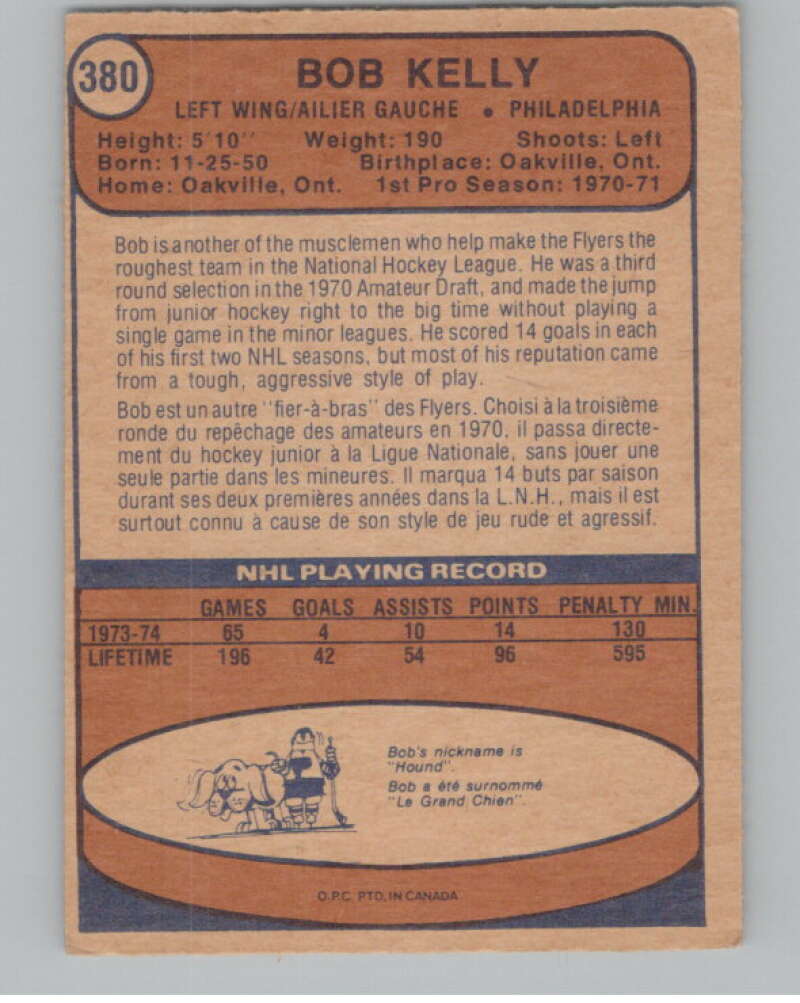 380
BOB KELLY
LEFT WING/AILIER GAUCHE • PHILADELPHIA
Height: 5'10" Weight: 190 Shoots: Left
Born: 11-25-50 Birthplace: Oakville, Ont.
Home: Oakville, Ont. 1st Pro Season: 1970-71
Bob is another of the musclemen who help make the Flyers the
roughest team in the National Hockey League. He was a third
round selection in the 1970 Amateur Draft, and made the jump
from junior hockey right to the big time without playing a
single game in the minor leagues. He scored 14 goals in each
of his first two NHL seasons, but most of his reputation came
from a tough, aggressive style of play.
Bob est un autre "fier-à-bras" des Flyers. Choisi à la troisième
ronde du repêchage des amateurs en 1970, il passa directe-
ment du hockey junior à la Ligue Nationale, sans jouer une
seule partie dans les mineures. Il marqua 14 buts par saison
durant ses deux premières années dans la L.N.H., mais il est
surtout connu à cause de son style de jeu rude et agressif.
NHL PLAYING RECORD
GAMES GOALS ASSISTS POINTS PENALTY MIN.
1973-74 65 4 10 14 130
LIFETIME 196 42 54 96 595
Bob's nickname is
"Hound".
Bob a été surnommé
"Le Grand Chien".
O.P.C. PTD. IN CANADA